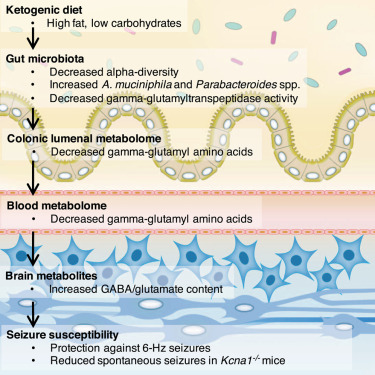 Ketogenic diet
• High fat, low carbohydrates
Gut microbiota
• Decreased alpha-diversity
• Increased A. muciniphila and Parabacteroides spp.
• Decreased gamma-glutamyltranspeptidase activity
Colonic lumenal metabolome
• Decreased gamma-glutamyl amino acids
Blood metabolome
• Decreased gamma-glutamyl amino acids
Brain metabolites
• Increased GABA/glutamate content
Seizure susceptibility
• Protection against 6-Hz seizures
• Reduced spontaneous seizures in Kcna1-/- mice